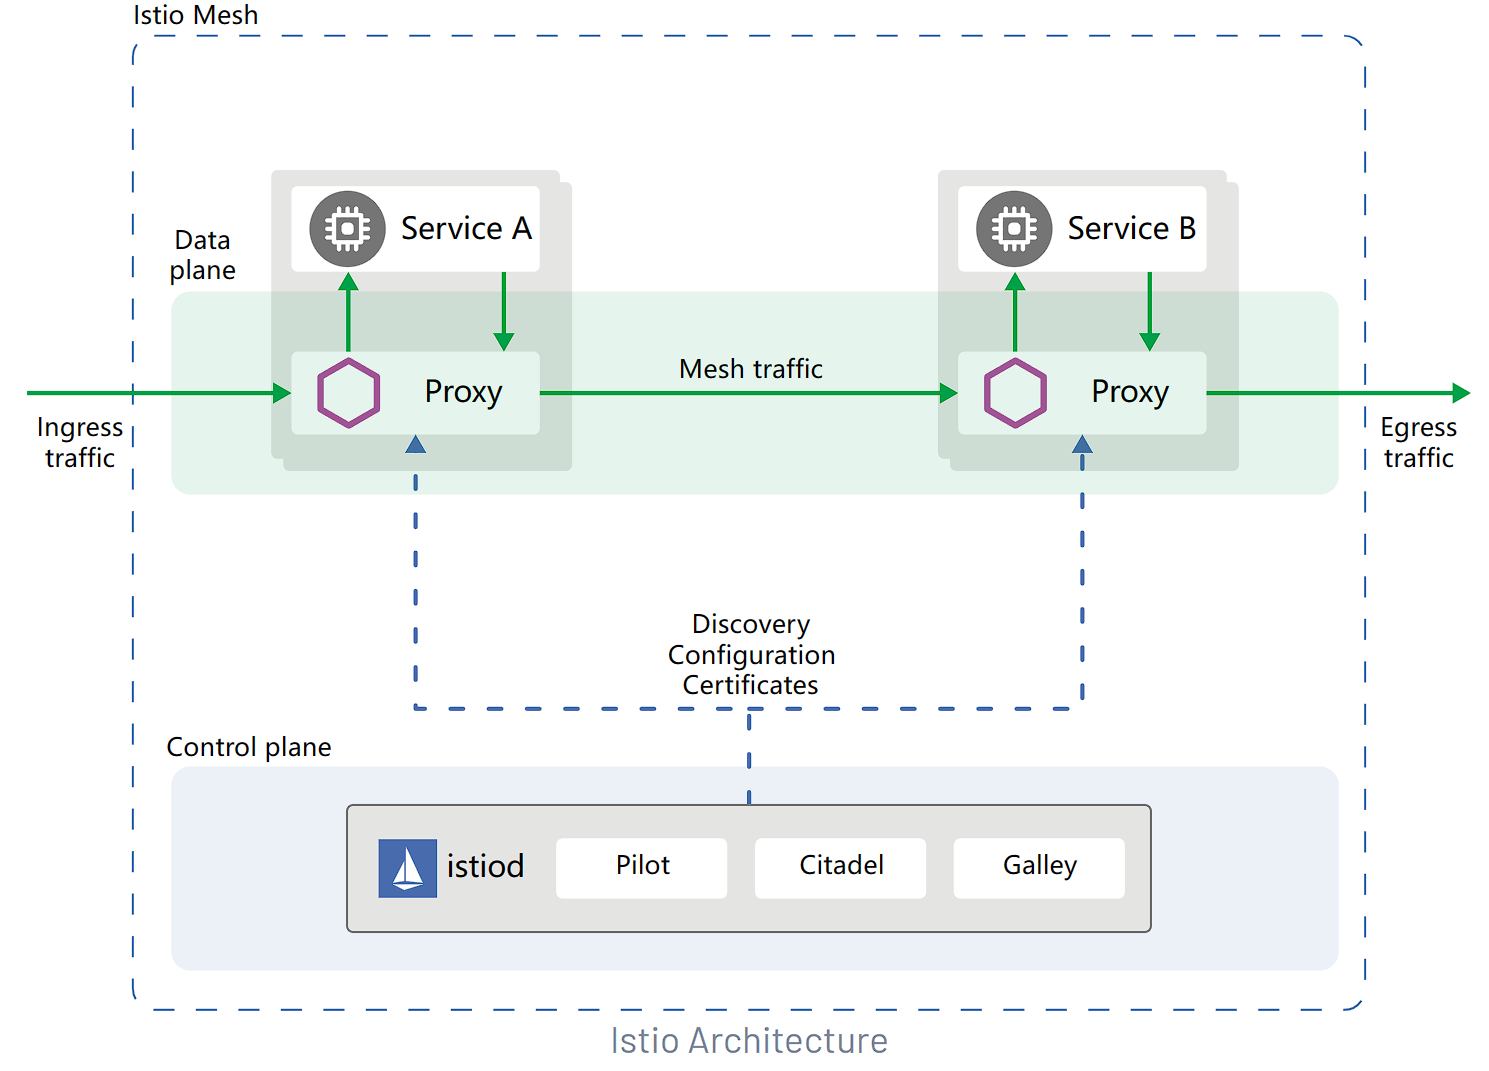 Istio Mesh
Service A
Service B
Data
plane
Mesh traffic
Proxy
Proxy
Ingress
traffic
Egress
traffic
Discovery
Configuration
Certificates
Control plane
istiod
Pilot
Citadel
Galley
Istio Architecture